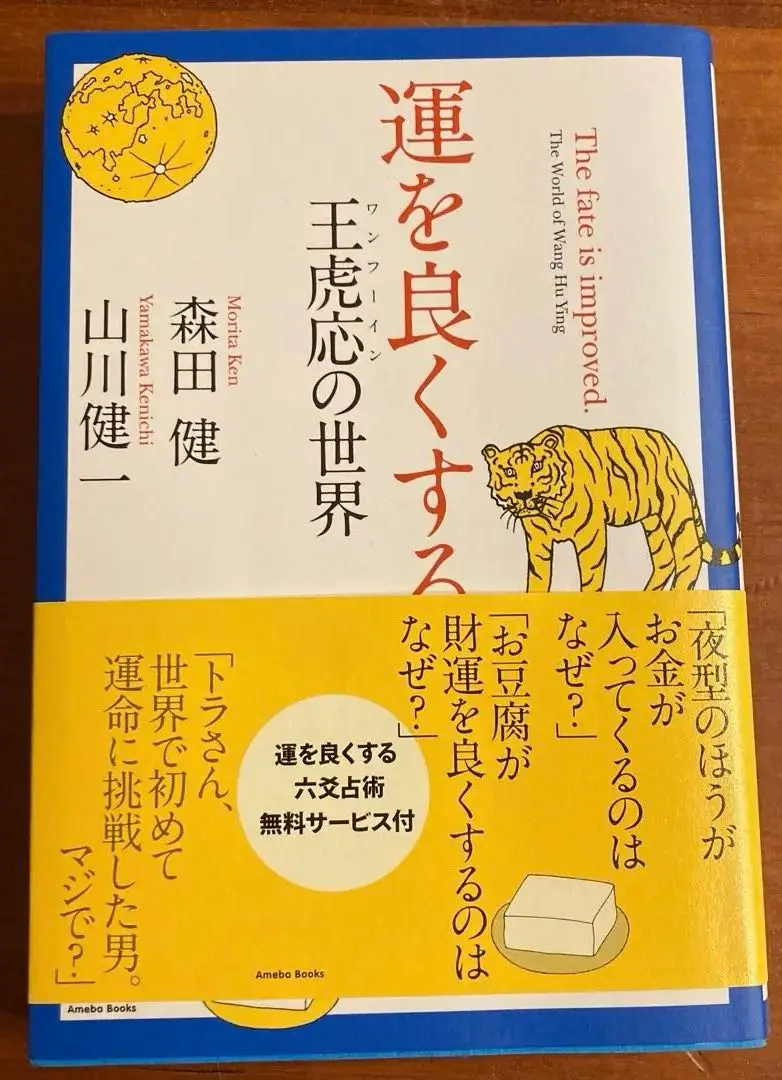 The fate is improved.
The World of Wang Hu Ying
運を良くする
王虎応の世界
ワンフーイン
Morita Ken
森田 健
Yamakawa Kenichi
山川健一
「夜型のほうが
お金が
入ってくるのは
なぜ?」
「お豆腐が
財運を良くするのは
なぜ?」
運を良くする
六爻占術
無料サービス付
「トラさん、
世界で初めて
運命に挑戦した男。
マジで?」
Ameba Books
Ameba Books